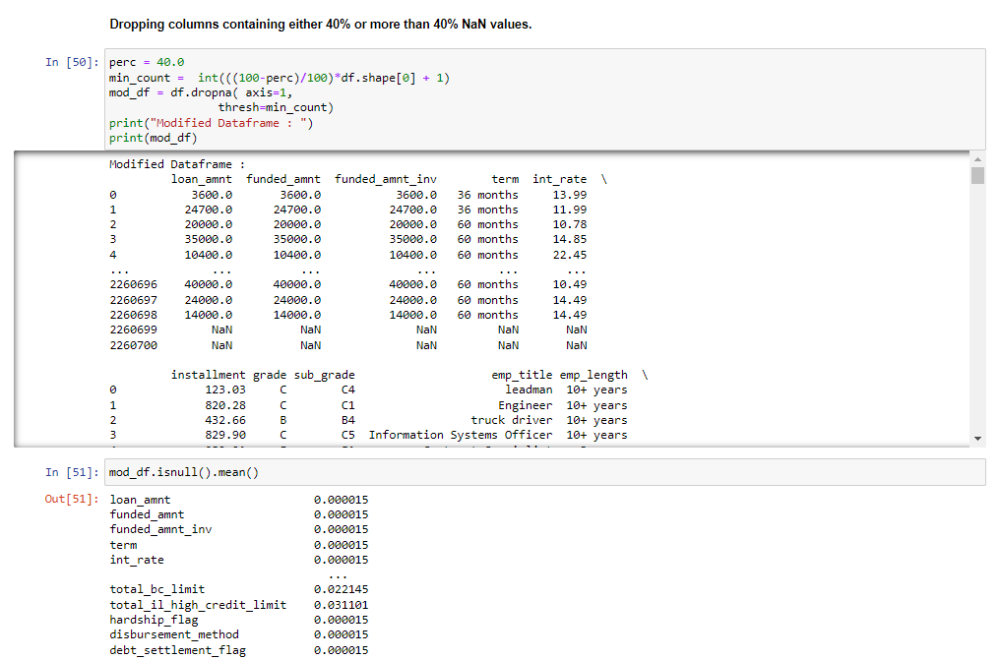 Dropping columns containing either 40% or more than 40% NaN values.
In [50]: perc = 40.0
min_count =  int(((100-perc)/100)*df.shape[0] + 1)
mod_df = df.dropna( axis=1,
                thresh=min_count)
print("Modified Dataframe : ")
print(mod_df)
Modified Dataframe :
         loan_amnt  funded_amnt  funded_amnt_inv        term  int_rate  \
0           3600.0       3600.0           3600.0   36 months     13.99
1          24700.0      24700.0          24700.0   36 months     11.99
2          20000.0      20000.0          20000.0   60 months     10.78
3          35000.0      35000.0          35000.0   60 months     14.85
4          10400.0      10400.0          10400.0   60 months     22.45
...            ...          ...              ...         ...       ...
2260696    40000.0      40000.0          40000.0   60 months     10.49
2260697    24000.0      24000.0          24000.0   60 months     14.49
2260698    14000.0      14000.0          14000.0   60 months     14.49
2260699        NaN          NaN              NaN         NaN       NaN
2260700        NaN          NaN              NaN         NaN       NaN
         installment grade sub_grade                    emp_title emp_length  \
0             123.03     C        C4                      leadman  10+ years
1             820.28     C        C1                     Engineer  10+ years
2             432.66     B        B4                 truck driver  10+ years
3             829.90     C        C5  Information Systems Officer  10+ years
In [51]: mod_df.isnull().mean()
Out[51]: loan_amnt                     0.000015
funded_amnt                   0.000015
funded_amnt_inv               0.000015
term                          0.000015
int_rate                      0.000015
                                ...
total_bc_limit                0.022145
total_il_high_credit_limit    0.031101
hardship_flag                 0.000015
disbursement_method           0.000015
debt_settlement_flag          0.000015